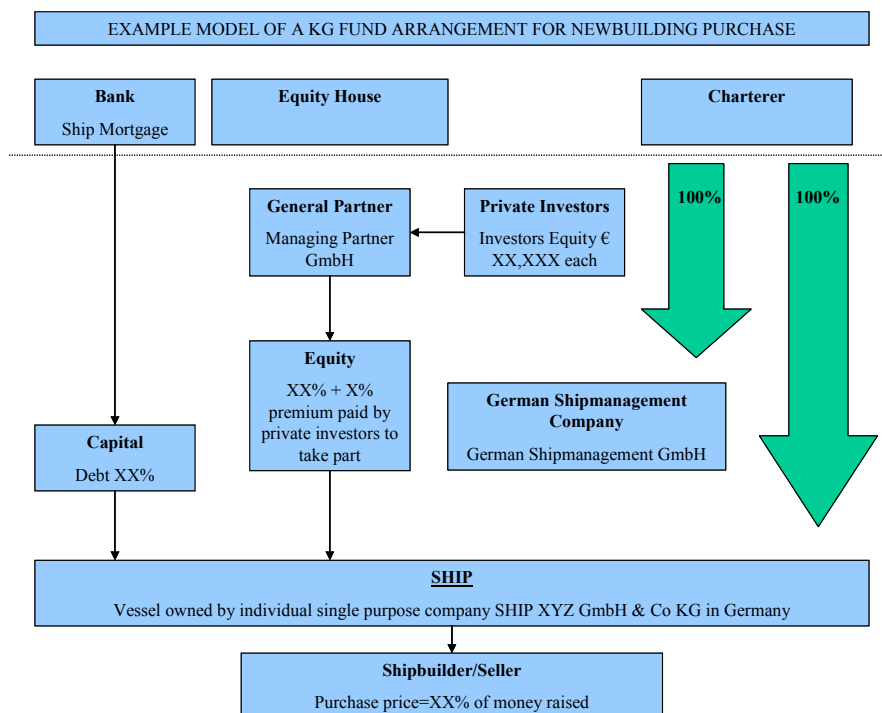 EXAMPLE MODEL OF A KG FUND ARRANGEMENT FOR NEWBUILDING PURCHASE
Bank
Ship Mortgage
Equity House
Charterer
General Partner
Managing Partner
GmbH
Private Investors
Investors Equity €
XX,XXX each
100%
100%
Equity
XX% + X%
premium paid by
private investors to
take part
German Shipmanagement
Company
German Shipmanagement GmbH
Capital
Debt XX%
SHIP
Vessel owned by individual single purpose company SHIP XYZ GmbH & Co KG in Germany
Shipbuilder/Seller
Purchase price=XX% of money raised